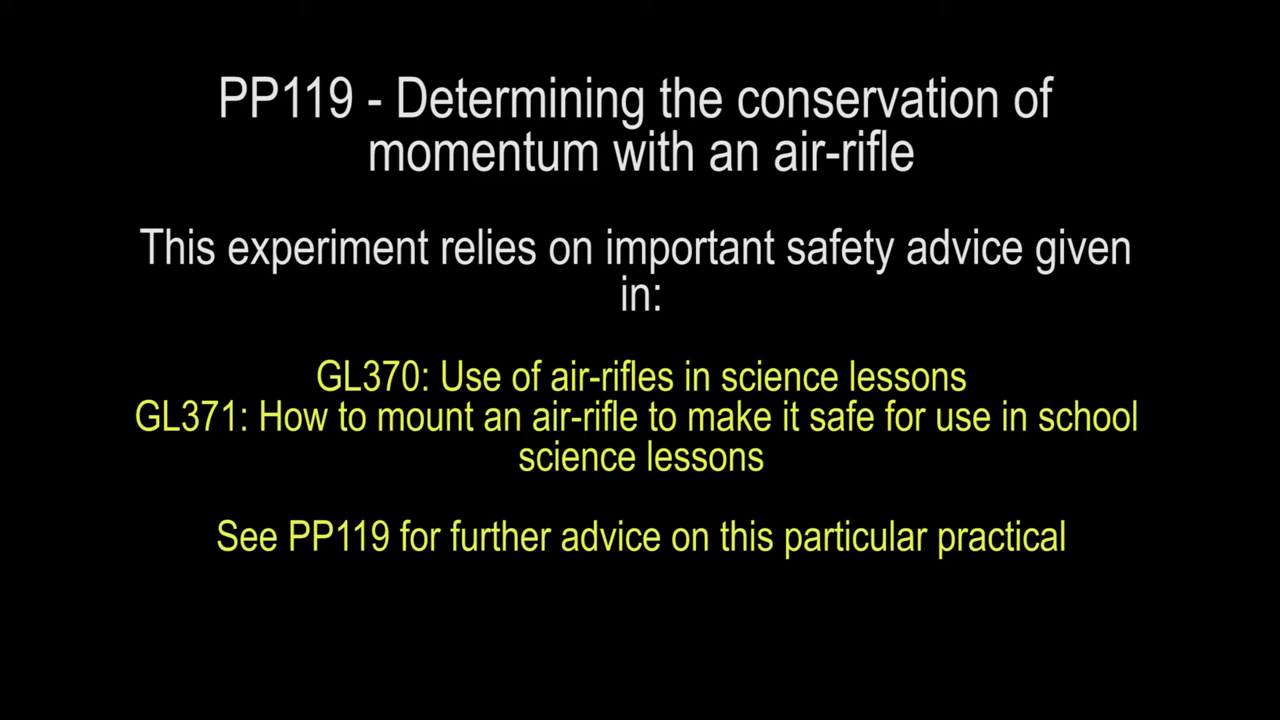 PP119 - Determining the conservation of
momentum with an air-rifle
This experiment relies on important safety advice given
in:
GL370: Use of air-rifles in science lessons
GL371: How to mount an air-rifle to make it safe for use in school
science lessons
See PP119 for further advice on this particular practical